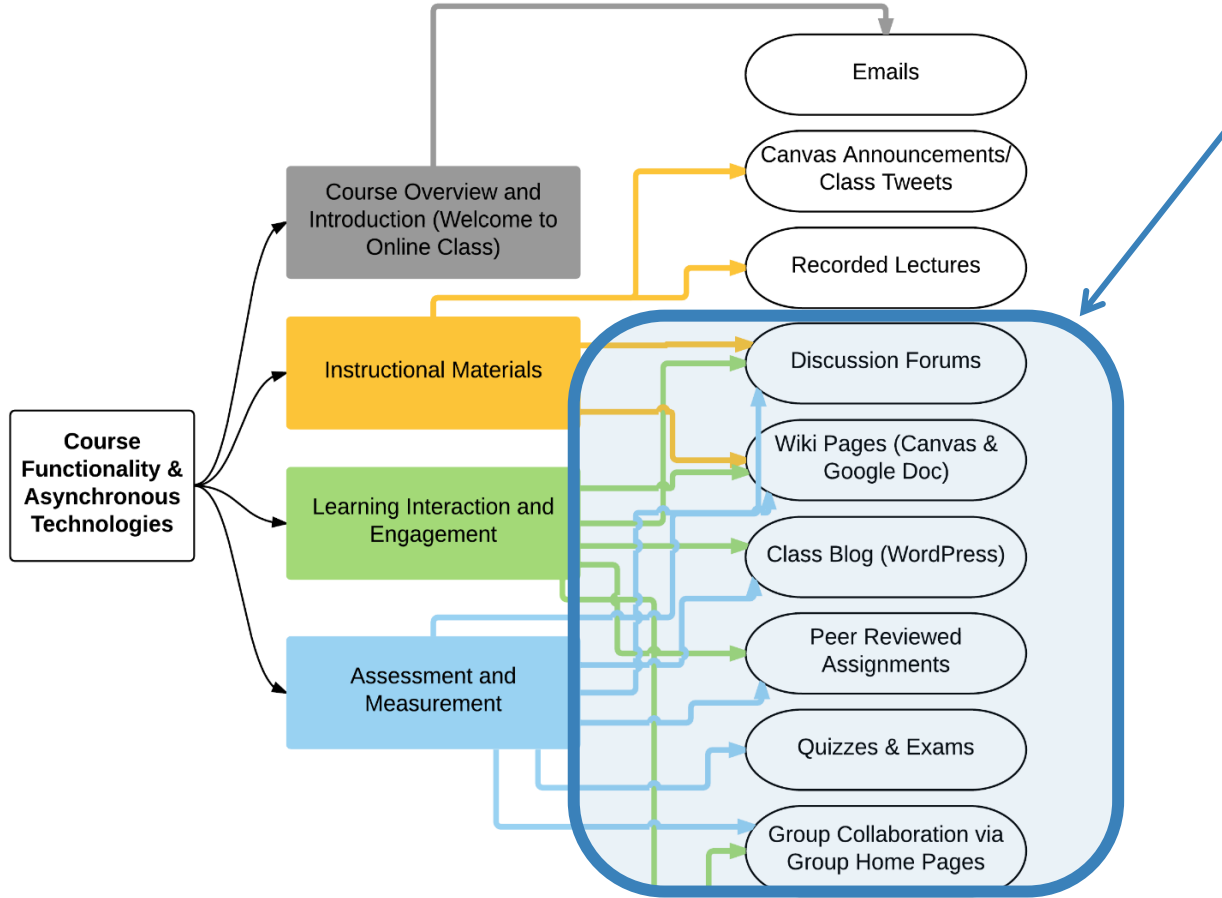 Course
Functionality &
Asynchronous
Technologies
Course Overview and
Introduction (Welcome to
Online Class)
Instructional Materials
Learning Interaction and
Engagement
Assessment and
Measurement
Emails
Canvas Announcements/
Class Tweets
Recorded Lectures
Discussion Forums
Wiki Pages (Canvas &
Google Doc)
Class Blog (WordPress)
Peer Reviewed
Assignments
Quizzes & Exams
Group Collaboration via
Group Home Pages